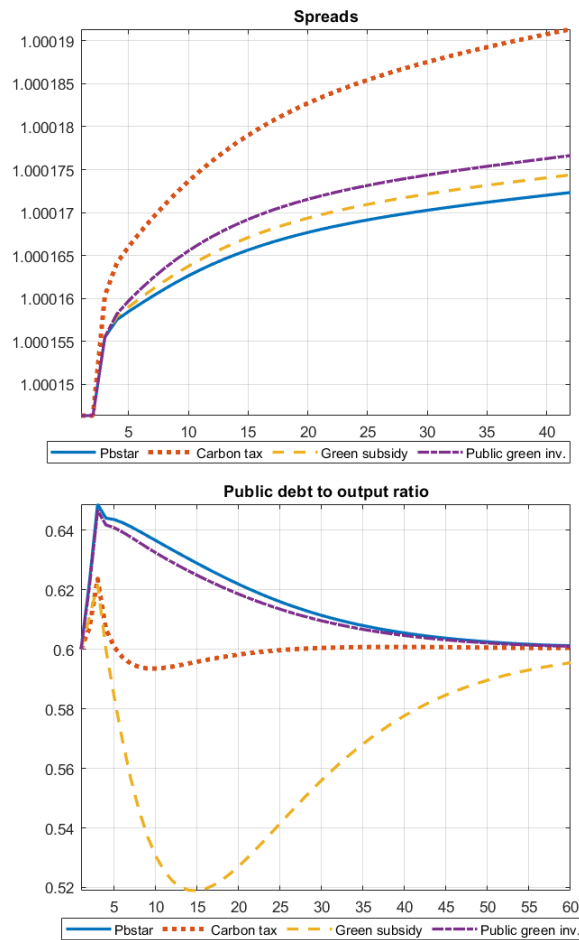 Spreads
1.00019
1.000185
1.00018
1.000175
1.00017
1.000165
1.00016
1.000155
1.00015
5 10 15 20 25 30 35 40
Pbstar Carbon tax Green subsidy Public green inv.
Public debt to output ratio
0.64
0.62
0.6
0.58
0.56
0.54
0.52
5 10 15 20 25 30 35 40 45 50 55 60
Pbstar Carbon tax Green subsidy Public green inv.